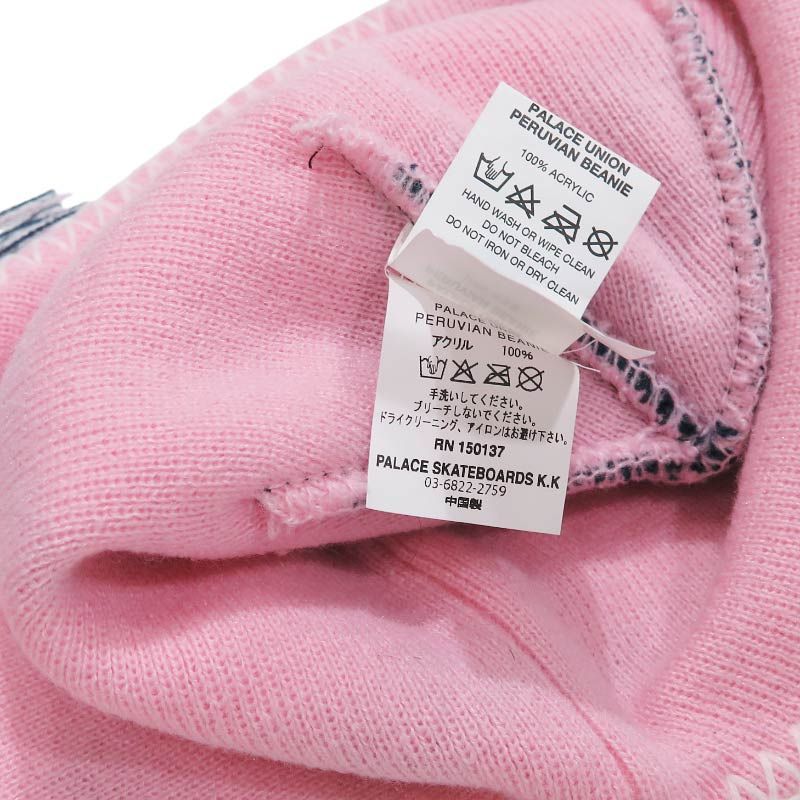 PALACE UNION
PERUVIAN BEANIE
100% ACRYLIC
HAND WASH OR WIPE CLEAN
DO NOT BLEACH
DO NOT IRON OR DRY CLEAN
PALACE
PERUVIAN BEANIE
アクリル 100%
手洗いしてください。
ブリーチしないでください。
ドライクリーニング、アイロンはお避け下さい。
RN 150137
PALACE SKATEBOARDS K.K
03-6822-2759
中国製